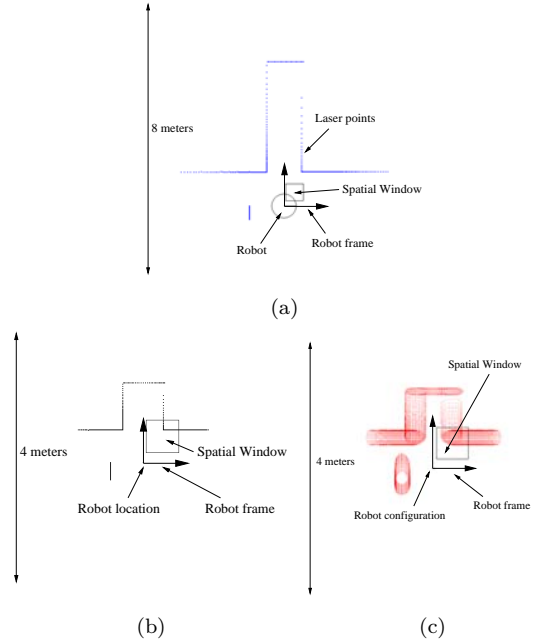 8 meters
Laser points
Spatial Window
Robot
Robot frame
(a)
4 meters
Spatial Window
Robot location
Robot frame
(b)
Spatial Window
4 meters
Robot configuration
Robot frame
(c)